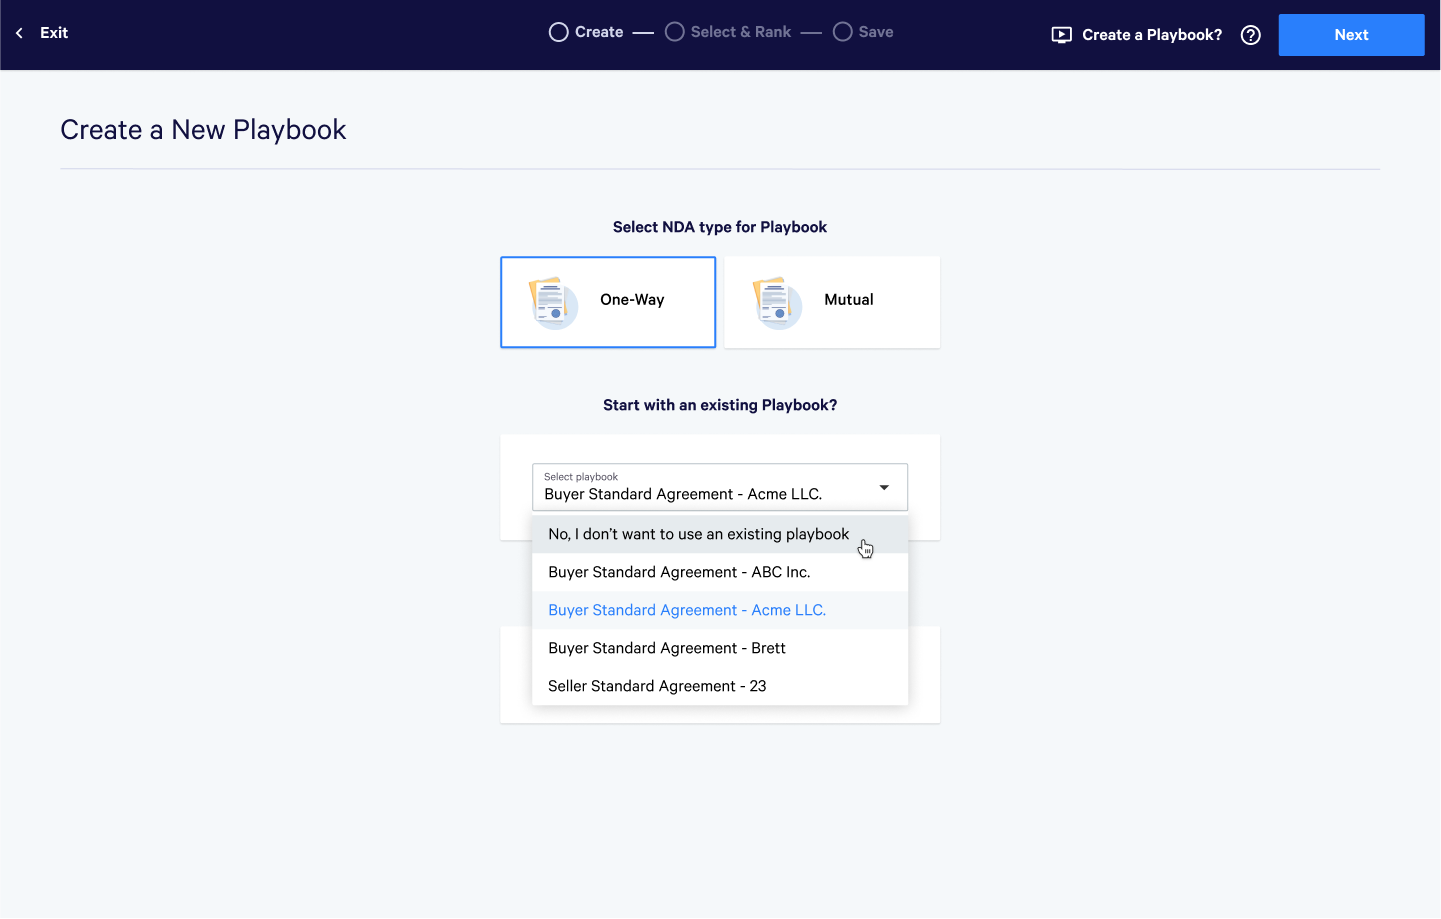 Exit
Create
Select & Rank
Save
Create a Playbook?
Next
Create a New Playbook
Select NDA type for Playbook
One-Way
Mutual
Start with an existing Playbook?
Select playbook
Buyer Standard Agreement - Acme LLC.
No, I don’t want to use an existing playbook
Buyer Standard Agreement - ABC Inc.
Buyer Standard Agreement - Acme LLC.
Buyer Standard Agreement - Brett
Seller Standard Agreement - 23